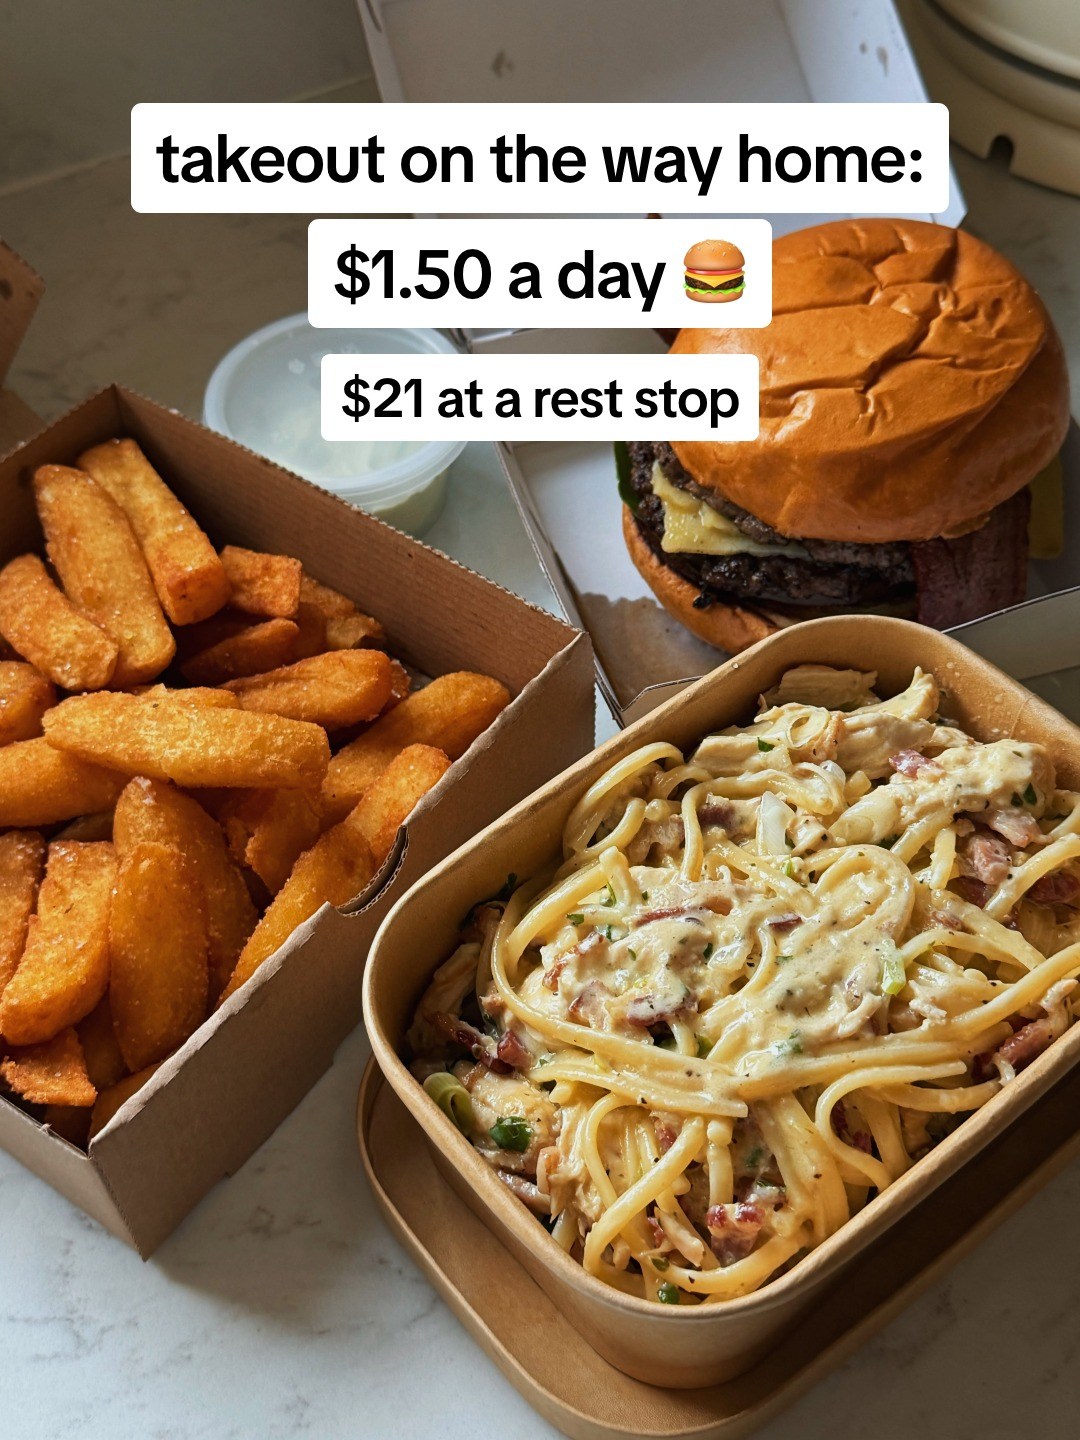 takeout on the way home:
$1.50 a day 🍔
$21 at a rest stop